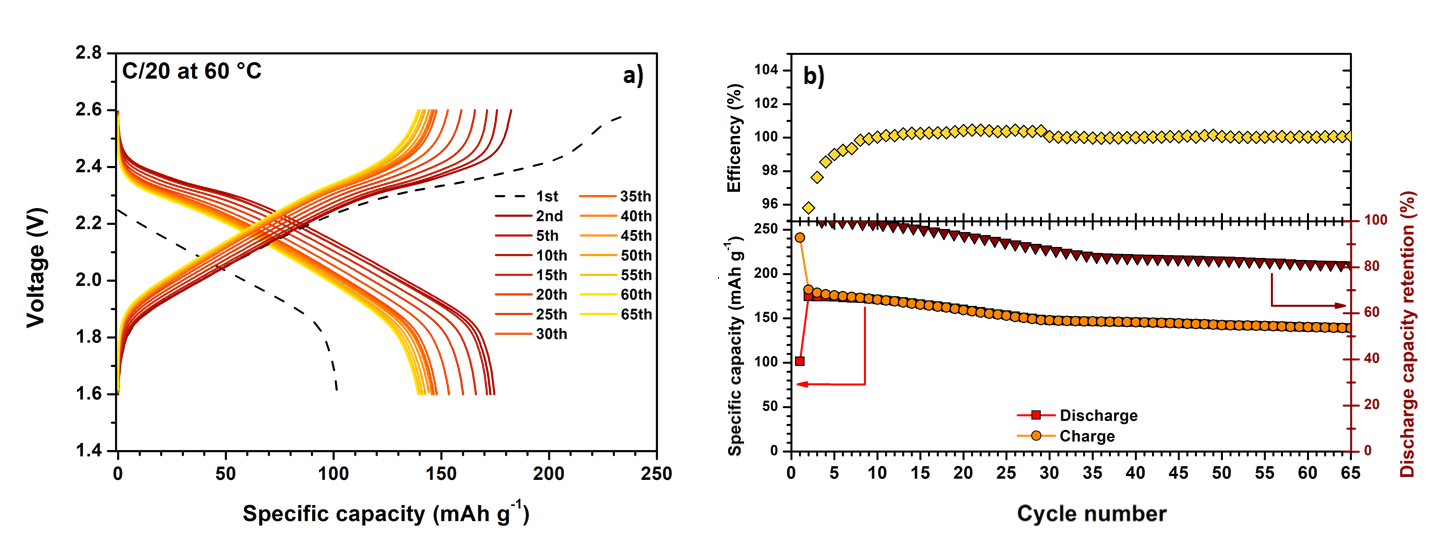 C/20 at 60 °C
a)
2.8
2.6
2.4
2.2
2.0
1.8
1.6
1.4
Voltage (V)
0
50
100
150
200
250
Specific capacity (mAh g-1)
1st
2nd
5th
10th
15th
20th
25th
30th
35th
40th
45th
50th
55th
60th
65th
b)
104
102
100
98
96
Efficency (%)
250
200
150
100
50
0
Specific capacity (mAh g-1)
100
80
60
40
20
0
Discharge capacity retention (%)
Discharge
Charge
0
5
10
15
20
25
30
35
40
45
50
55
60
65
Cycle number